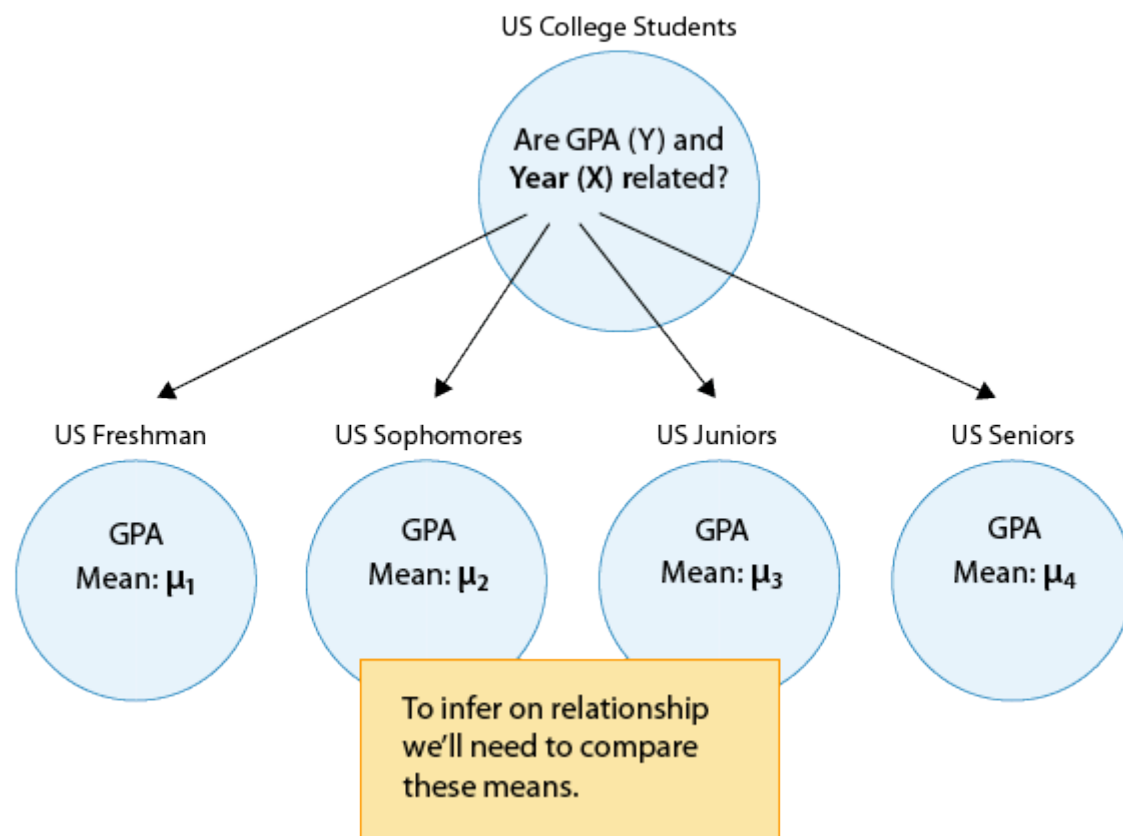 US College Students
Are GPA (Y) and
Year (X) related?
US Freshman
US Sophomores
US Juniors
US Seniors
GPA
Mean: μ₁
GPA
Mean: μ₂
GPA
Mean: μ₃
GPA
Mean: μ₄
To infer on relationship
we'll need to compare
these means.